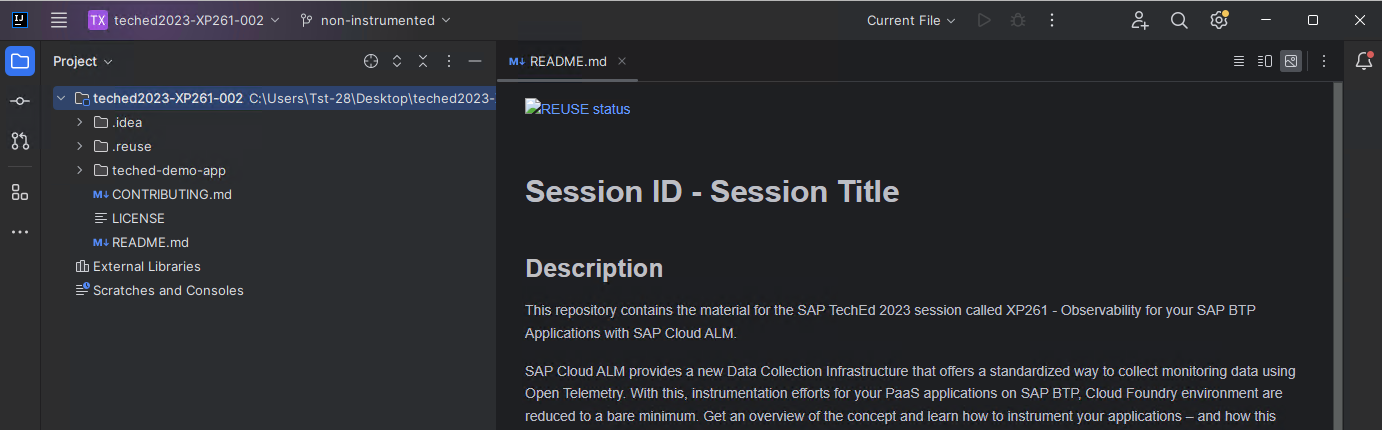 IJ
TX teched2023-XP261-002 non-instrumented Current File
Project
README.md
teched2023-XP261-002 C:\Users\Tst-28\Desktop\teched2023-
.idea
.reuse
teched-demo-app
M↓ CONTRIBUTING.md
LICENSE
M↓ README.md
External Libraries
Scratches and Consoles
REUSE status
Session ID - Session Title
Description
This repository contains the material for the SAP TechEd 2023 session called XP261 - Observability for your SAP BTP
Applications with SAP Cloud ALM.
SAP Cloud ALM provides a new Data Collection Infrastructure that offers a standardized way to collect monitoring data using
Open Telemetry. With this, instrumentation efforts for your PaaS applications on SAP BTP, Cloud Foundry environment are
reduced to a bare minimum. Get an overview of the concept and learn how to instrument your applications – and how this